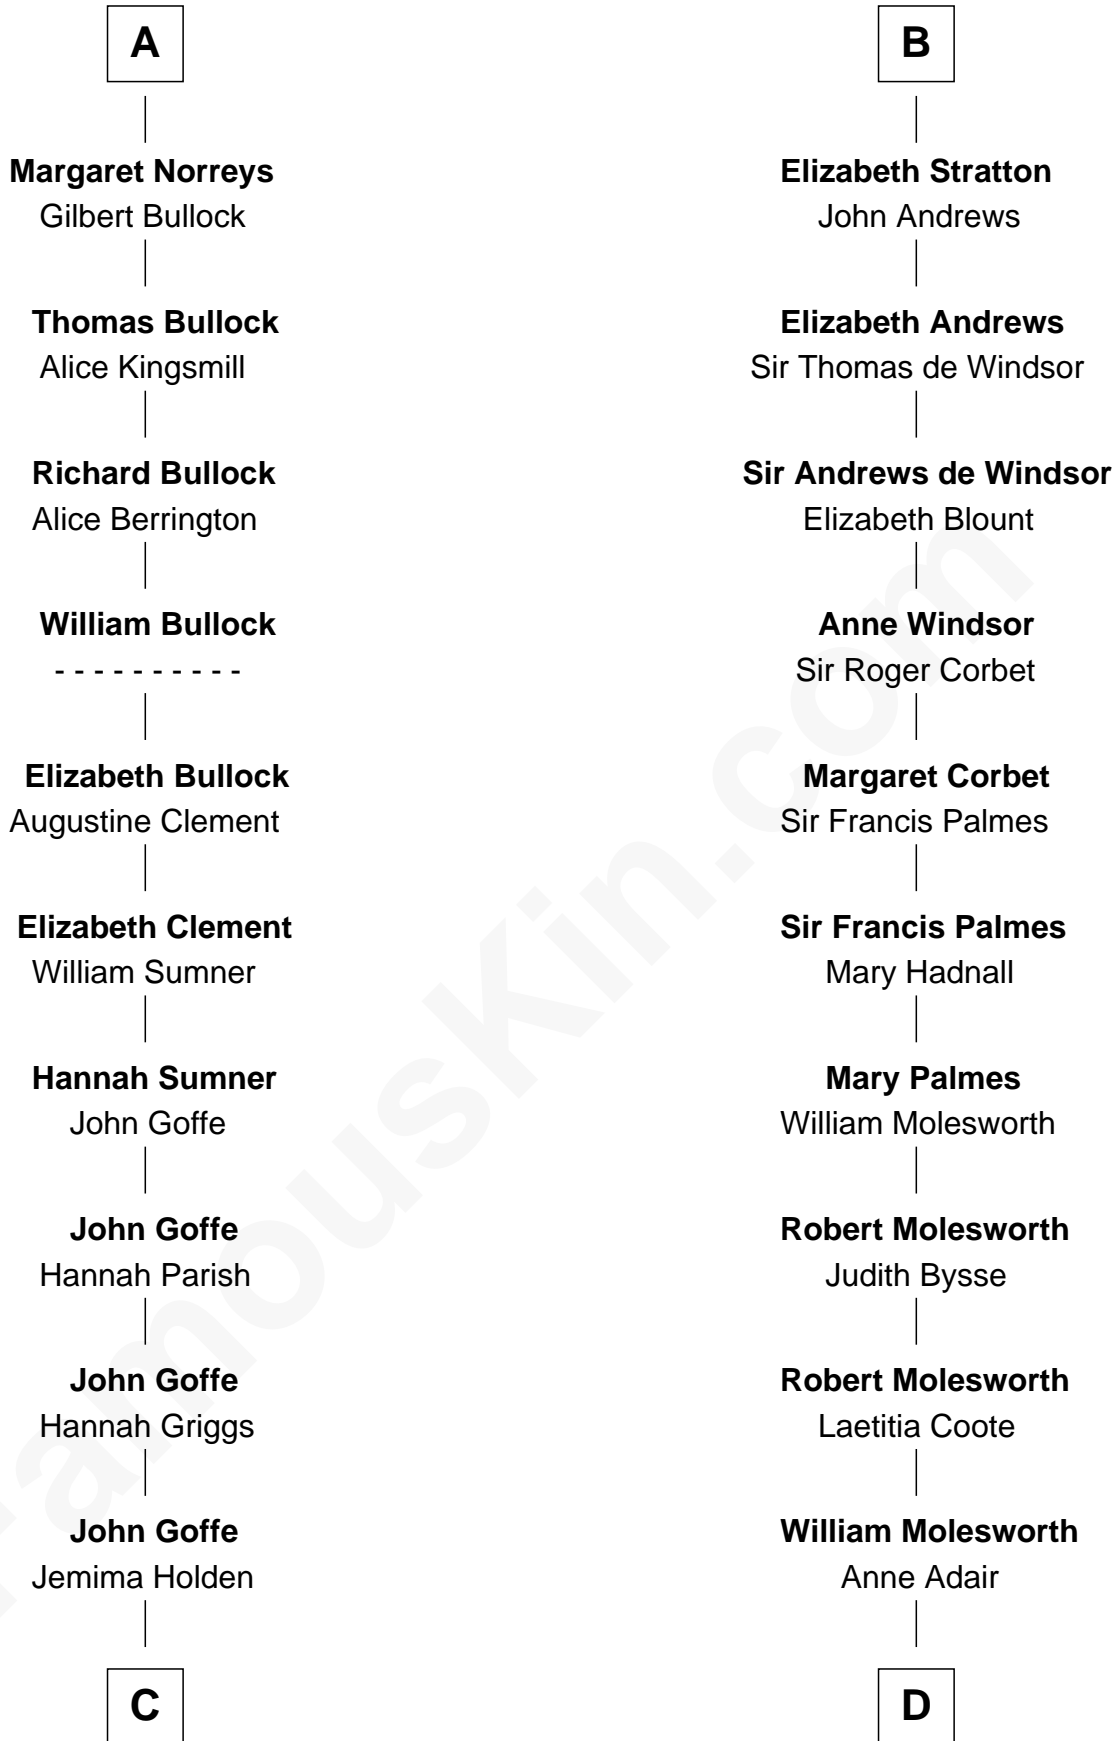 A
Margaret Norreys
Gilbert Bullock
Thomas Bullock
Alice Kingsmill
Richard Bullock
Alice Berrington
William Bullock
- - - - - - - - - -
Elizabeth Bullock
Augustine Clement
Elizabeth Clement
William Sumner
Hannah Sumner
John Goffe
John Goffe
Hannah Parish
John Goffe
Hannah Griggs
John Goffe
Jemima Holden
C
B
Elizabeth Stratton
John Andrews
Elizabeth Andrews
Sir Thomas de Windsor
Sir Andrews de Windsor
Elizabeth Blount
Anne Windsor
Sir Roger Corbet
Margaret Corbet
Sir Francis Palmes
Sir Francis Palmes
Mary Hadnall
Mary Palmes
William Molesworth
Robert Molesworth
Judith Bysse
Robert Molesworth
Laetitia Coote
William Molesworth
Anne Adair
D
FamousKin.com